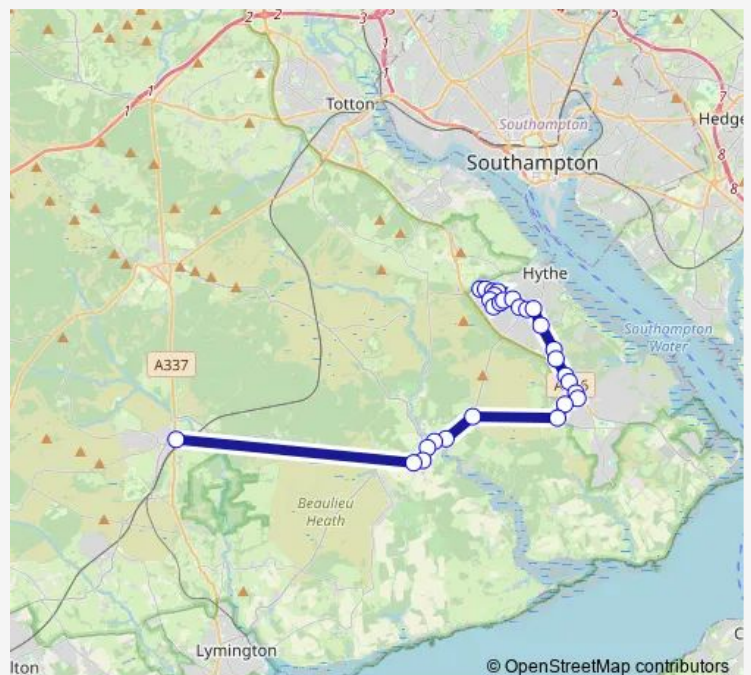 2
2
3
3
5
1
1
1
1
Totton
Southampton
7
Hedge
Southampton
8
8
Hythe
Southampton
Water
A337
Beaulieu
Heath
Lymington
lton
© OpenStreetMap contributors